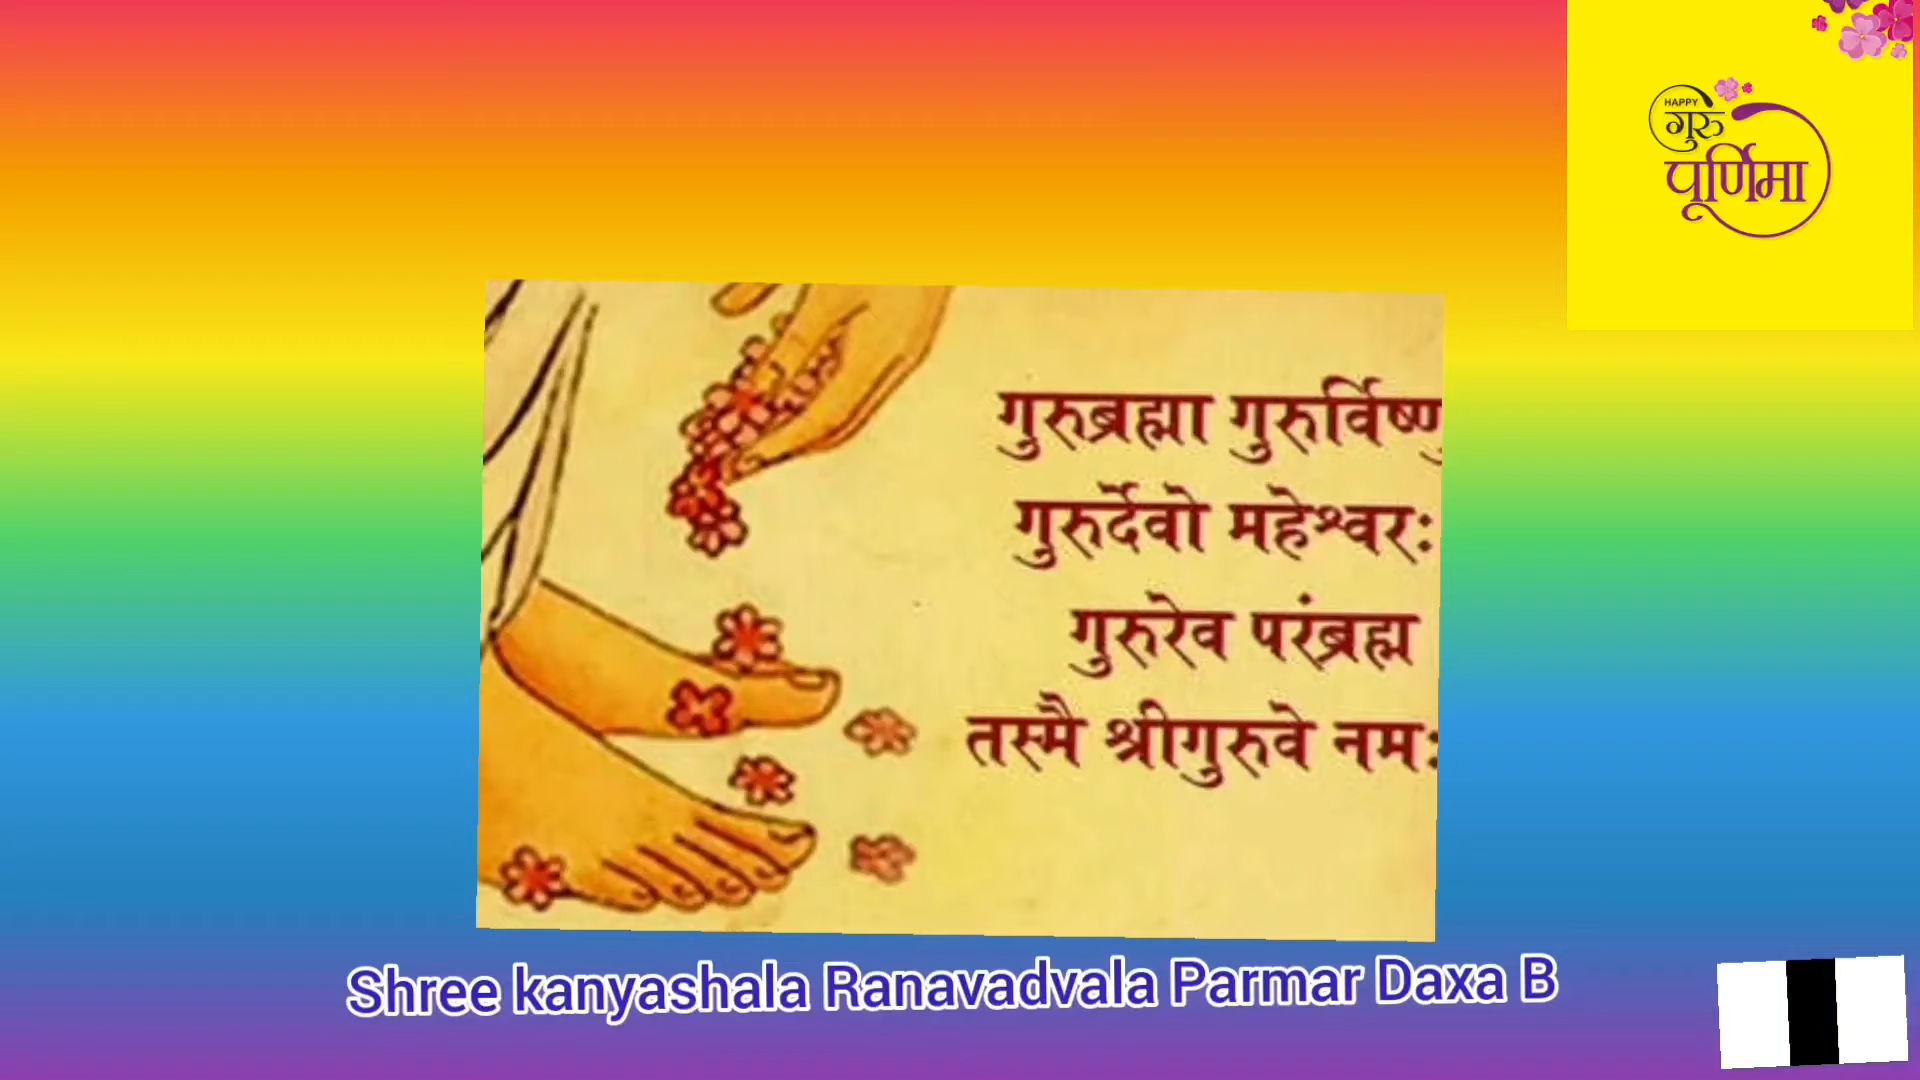 HAPPY
गुरु
पूर्णिमा
गुरुब्रह्मा गुरुर्विष्णु
गुरुर्देवो महेश्वरः
गुरुरेव परंब्रह्म
तस्मै श्रीगुरुवे नमः
Shree kanyashala Ranavadvala Parmar Daxa B